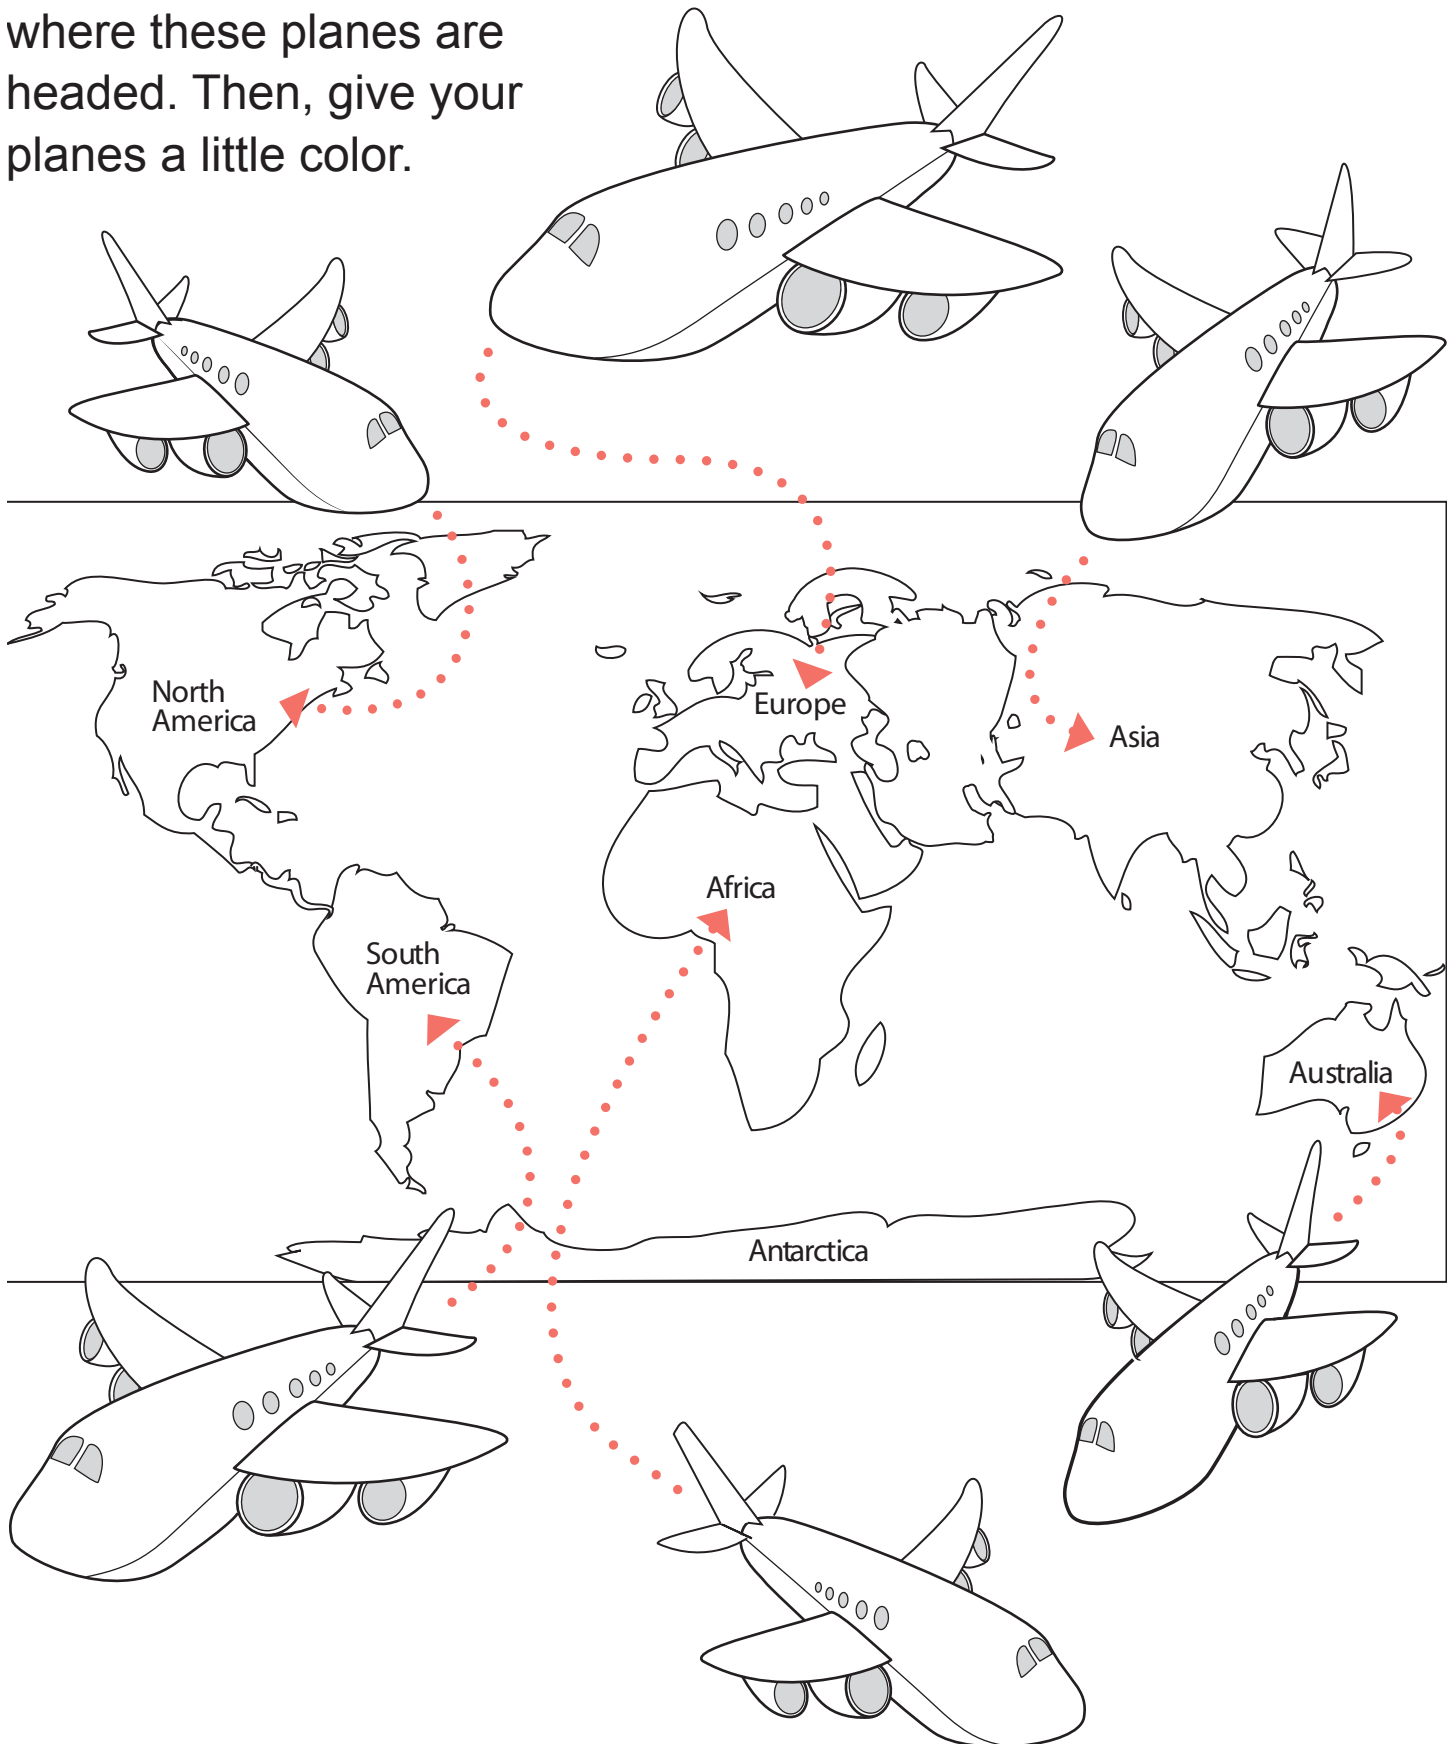 where these planes are
headed. Then, give your
planes a little color.
North
America
Europe
Asia
Africa
South
America
Australia
Antarctica